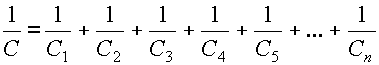 1/C = 1/C₁ + 1/C₂ + 1/C₃ + 1/C₄ + 1/C₅ + ... + 1/Cₙ